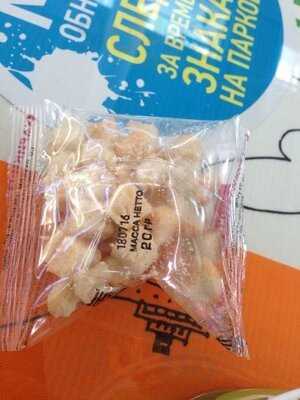 ОБН
СЛЕ
ЗА ВРЕМЕ
ЗНАКА
НА ПАРКО
180716
МАССА НЕТТО
20 ГР.